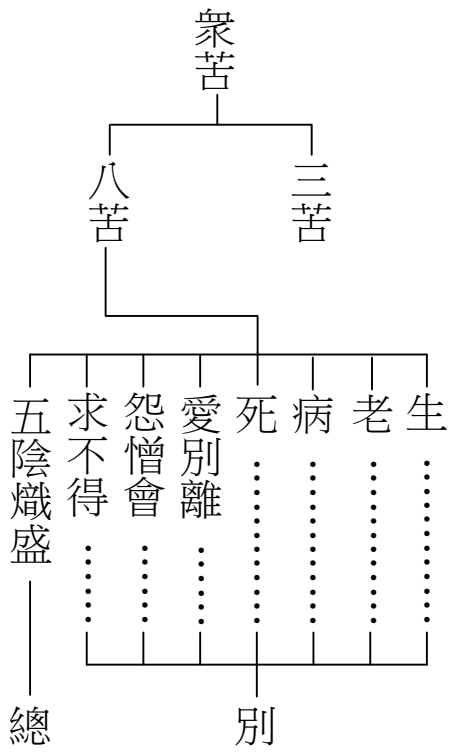 衆苦
三苦
八苦
生
老
病
死
愛別離
怨憎會
求不得
五陰熾盛
別
總